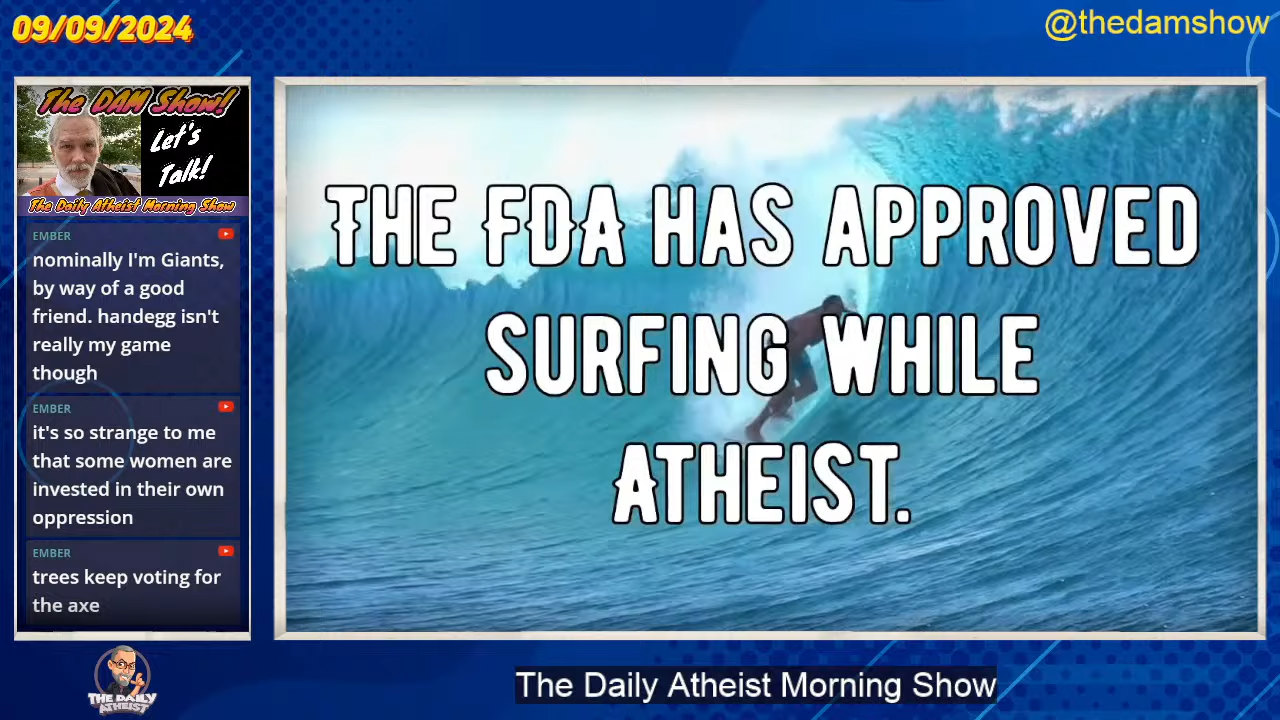 09/09/2024
@thedamshow
The DAM Show!
Let's
Talk!
The Daily Atheist Morning Show
EMBER
nominally I'm Giants,
by way of a good
friend. handegg isn't
really my game
though
EMBER
it's so strange to me
that some women are
invested in their own
oppression
EMBER
trees keep voting for
the axe
THE FDA HAS APPROVED
SURFING WHILE
ATHEIST.
THE DAILY
ATHEIST
The Daily Atheist Morning Show